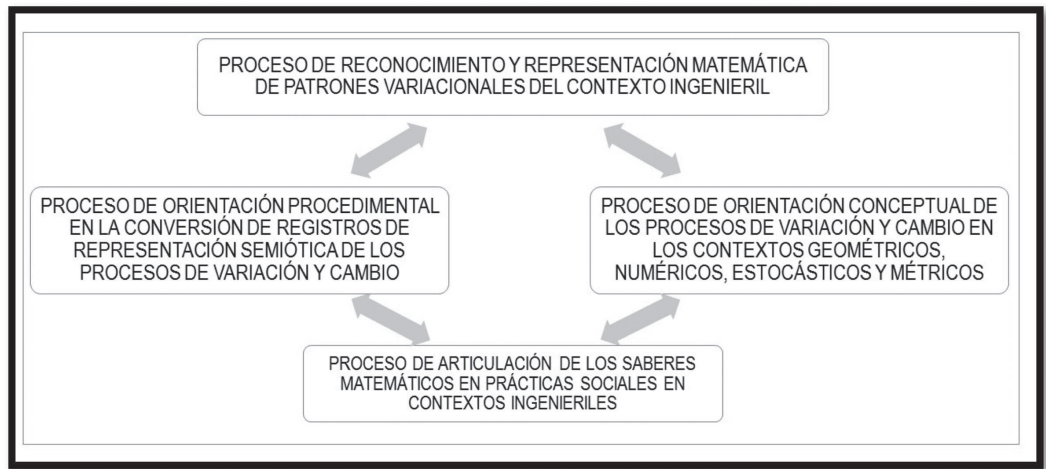 PROCESO DE RECONOCIMIENTO Y REPRESENTACIÓN MATEMÁTICA
DE PATRONES VARIACIONALES DEL CONTEXTO INGENIERIL
PROCESO DE ORIENTACIÓN PROCEDIMENTAL
EN LA CONVERSIÓN DE REGISTROS DE
REPRESENTACIÓN SEMIÓTICA DE LOS
PROCESOS DE VARIACIÓN Y CAMBIO
PROCESO DE ORIENTACIÓN CONCEPTUAL DE
LOS PROCESOS DE VARIACIÓN Y CAMBIO EN
LOS CONTEXTOS GEOMÉTRICOS,
NUMÉRICOS, ESTOCÁSTICOS Y MÉTRICOS
PROCESO DE ARTICULACIÓN DE LOS SABERES
MATEMÁTICOS EN PRÁCTICAS SOCIALES EN
CONTEXTOS INGENIERILES